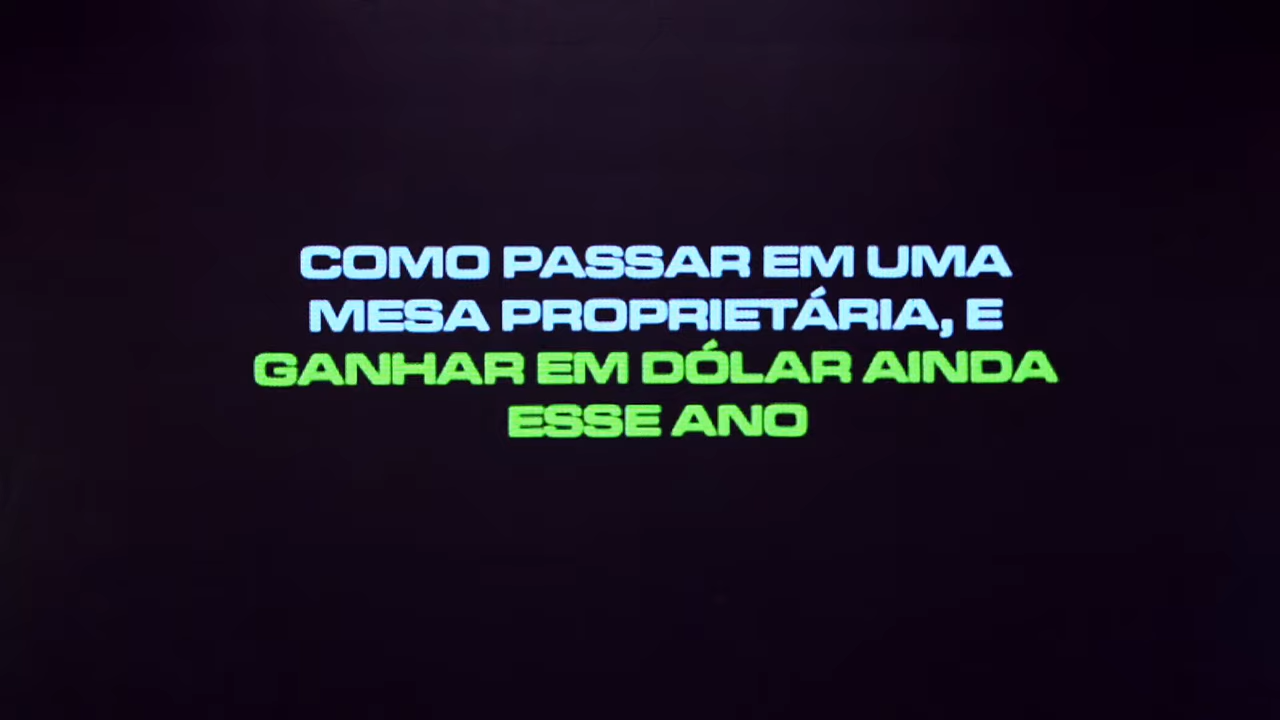 COMO PASSAR EM UMA
MESA PROPRIETÁRIA, E
GANHAR EM DÓLAR AINDA
ESSE ANO